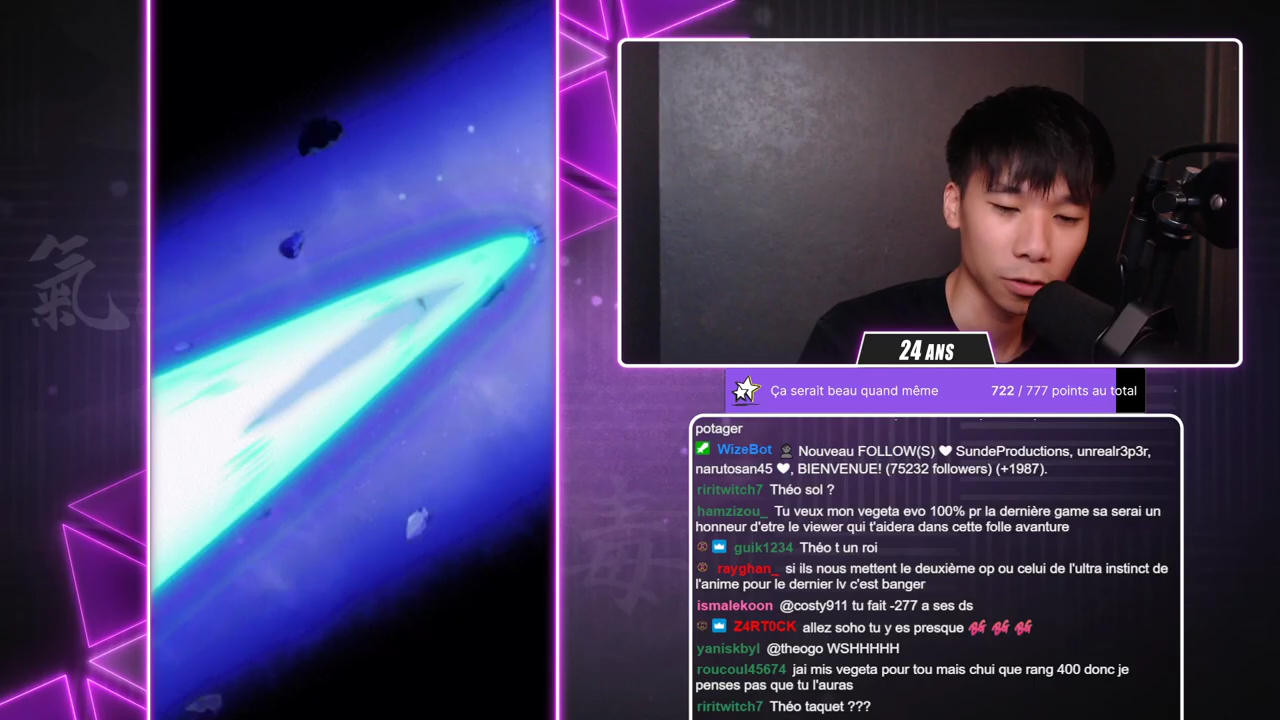 氣
毒
24 ANS
Ça serait beau quand même 722 / 777 points au total
potager
WizeBot Nouveau FOLLOW(S) ♥ SundeProductions, unrealr3p3r,
narutosan45 ♥, BIENVENUE! (75232 followers) (+1987).
riritwitch7 Théo sol ?
hamzizou_ Tu veux mon vegeta evo 100% pr la dernière game sa serai un
honneur d'etre le viewer qui t'aidera dans cette folle avanture
guik1234 Théo t un roi
rayghan_ si ils nous mettent le deuxième op ou celui de l'ultra instinct de
l'anime pour le dernier lv c'est banger
ismalekoon @costy911 tu fait -277 a ses ds
Z4RT0CK allez soho tu y es presque
yaniskbyl @theogo WSHHHHH
roucoul45674 jai mis vegeta pour tou mais chui que rang 400 donc je
penses pas que tu l'auras
riritwitch7 Théo taquet ???